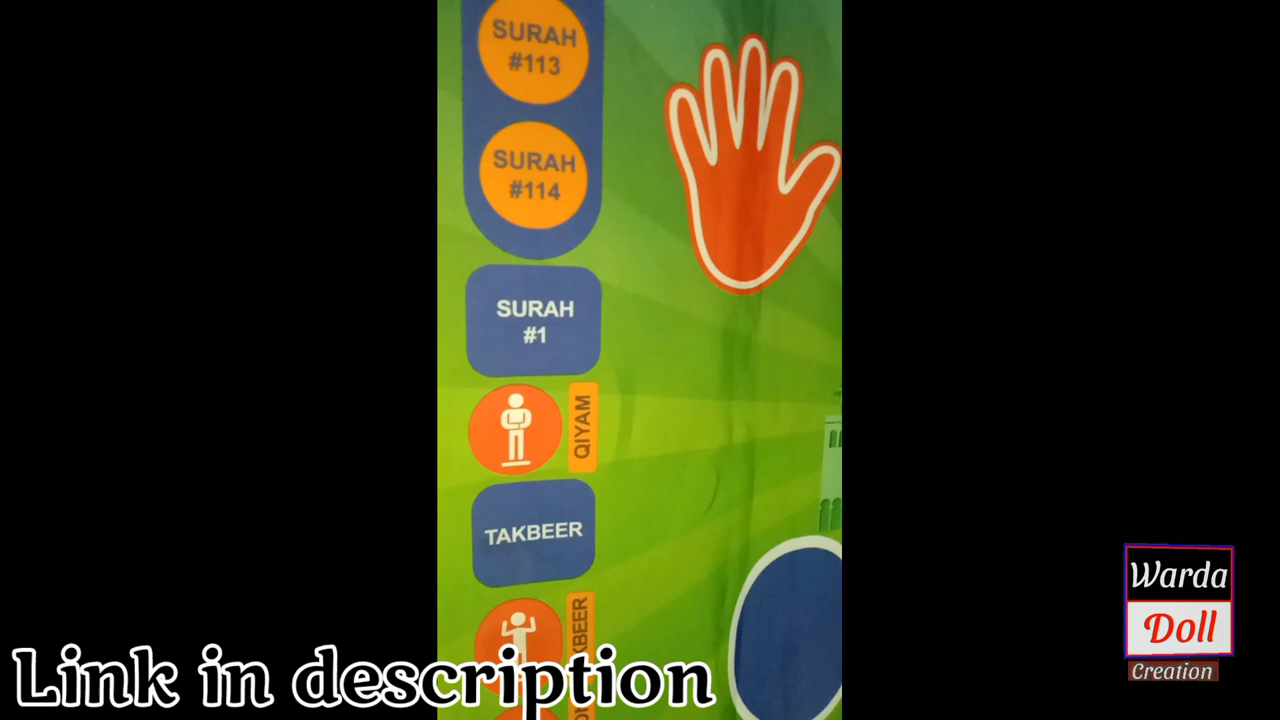 SURAH
#113
SURAH
#114
SURAH
#1
QIYAM
TAKBEER
Link in description
Warda
Doll
Creation